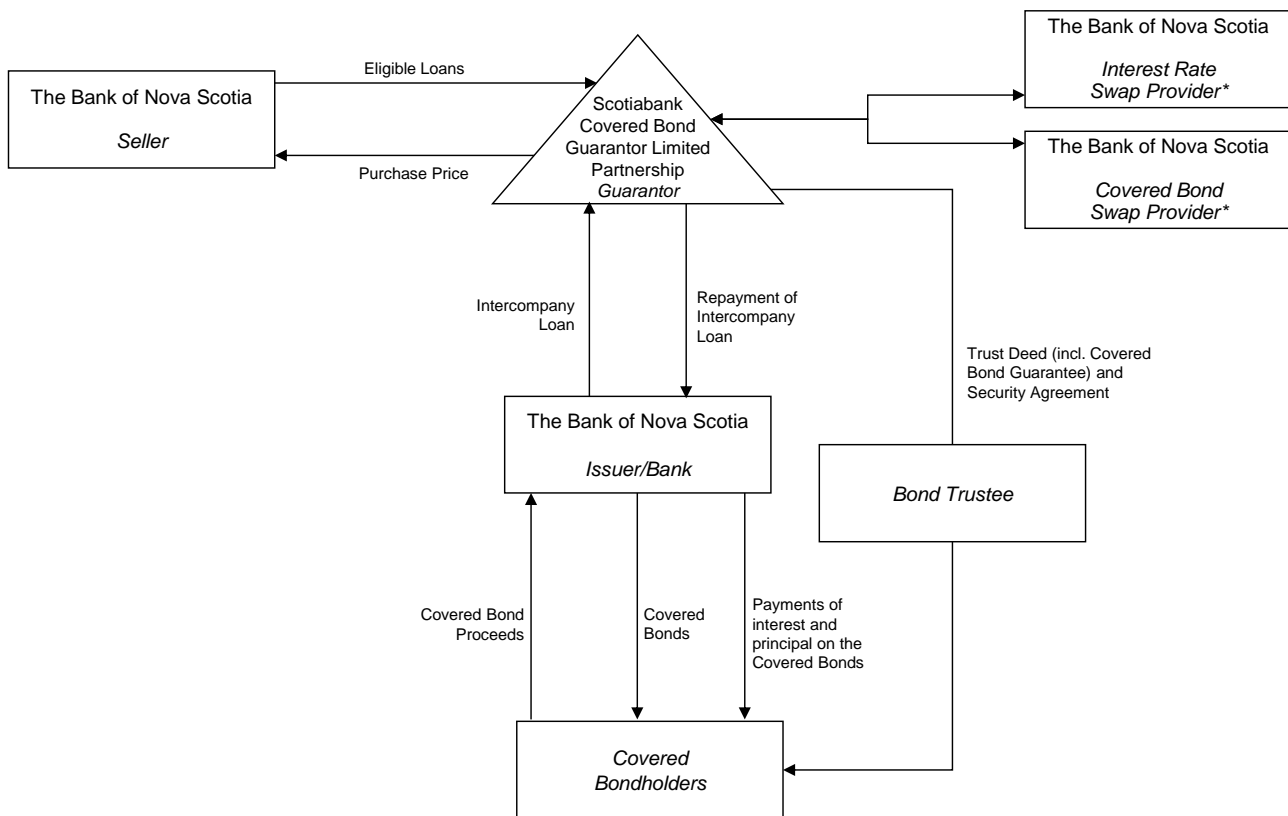 The Bank of Nova Scotia
Seller
Eligible Loans
Purchase Price
Scotiabank
Covered Bond
Guarantor Limited
Partnership
Guarantor
The Bank of Nova Scotia
Interest Rate
Swap Provider*
The Bank of Nova Scotia
Covered Bond
Swap Provider*
Intercompany
Loan
Repayment of
Intercompany
Loan
Trust Deed (incl. Covered
Bond Guarantee) and
Security Agreement
The Bank of Nova Scotia
Issuer/Bank
Bond Trustee
Covered Bond
Proceeds
Covered
Bonds
Payments of
interest and
principal on the
Covered Bonds
Covered
Bondholders